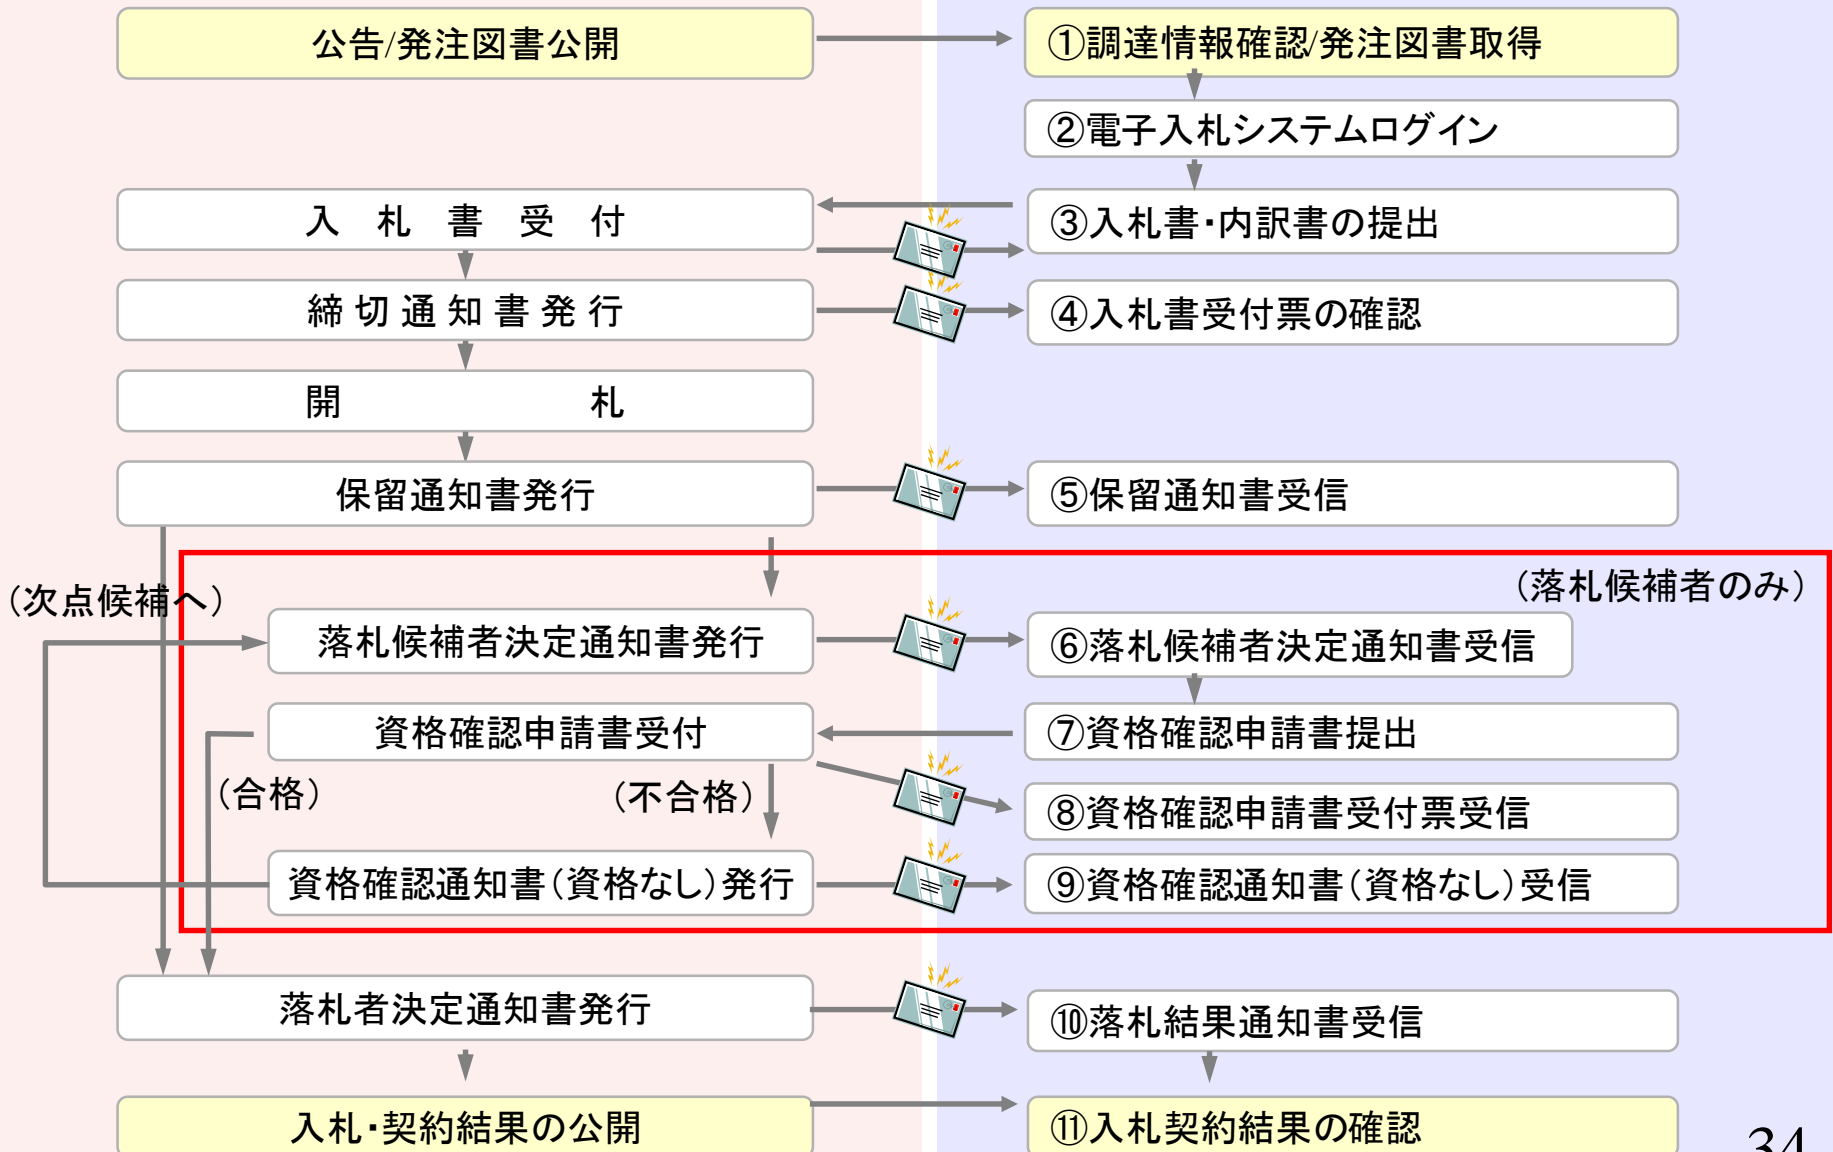 公告/発注図書公開
①調達情報確認/発注図書取得
②電子入札システムログイン
入 札 書 受 付
③入札書・内訳書の提出
締切通知書発行
④入札書受付票の確認
開 札
保留通知書発行
⑤保留通知書受信
(落札候補者のみ)
(次点候補へ)
落札候補者決定通知書発行
⑥落札候補者決定通知書受信
資格確認申請書受付
⑦資格確認申請書提出
(合格)
(不合格)
⑧資格確認申請書受付票受信
資格確認通知書(資格なし)発行
⑨資格確認通知書(資格なし)受信
落札者決定通知書発行
⑩落札結果通知書受信
入札・契約結果の公開
⑪入札契約結果の確認
34